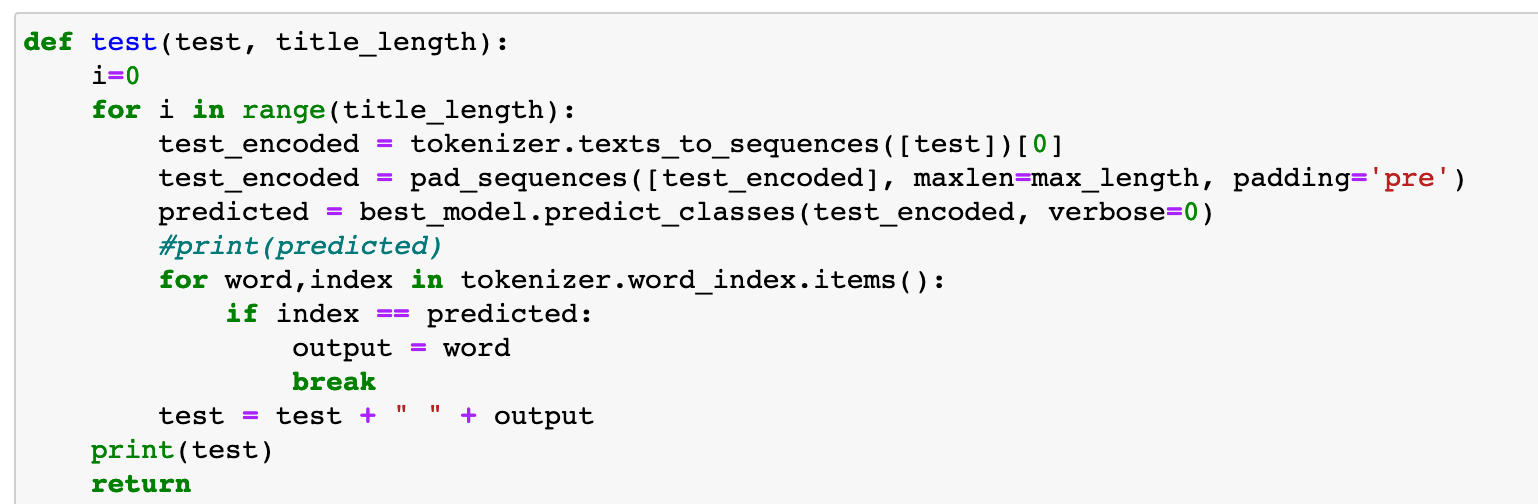 def test(test, title_length):
    i=0
    for i in range(title_length):
        test_encoded = tokenizer.texts_to_sequences([test])[0]
        test_encoded = pad_sequences([test_encoded], maxlen=max_length, padding='pre')
        predicted = best_model.predict_classes(test_encoded, verbose=0)
        #print(predicted)
        for word,index in tokenizer.word_index.items():
            if index == predicted:
                output = word
                break
        test = test + " " + output
    print(test)
    return